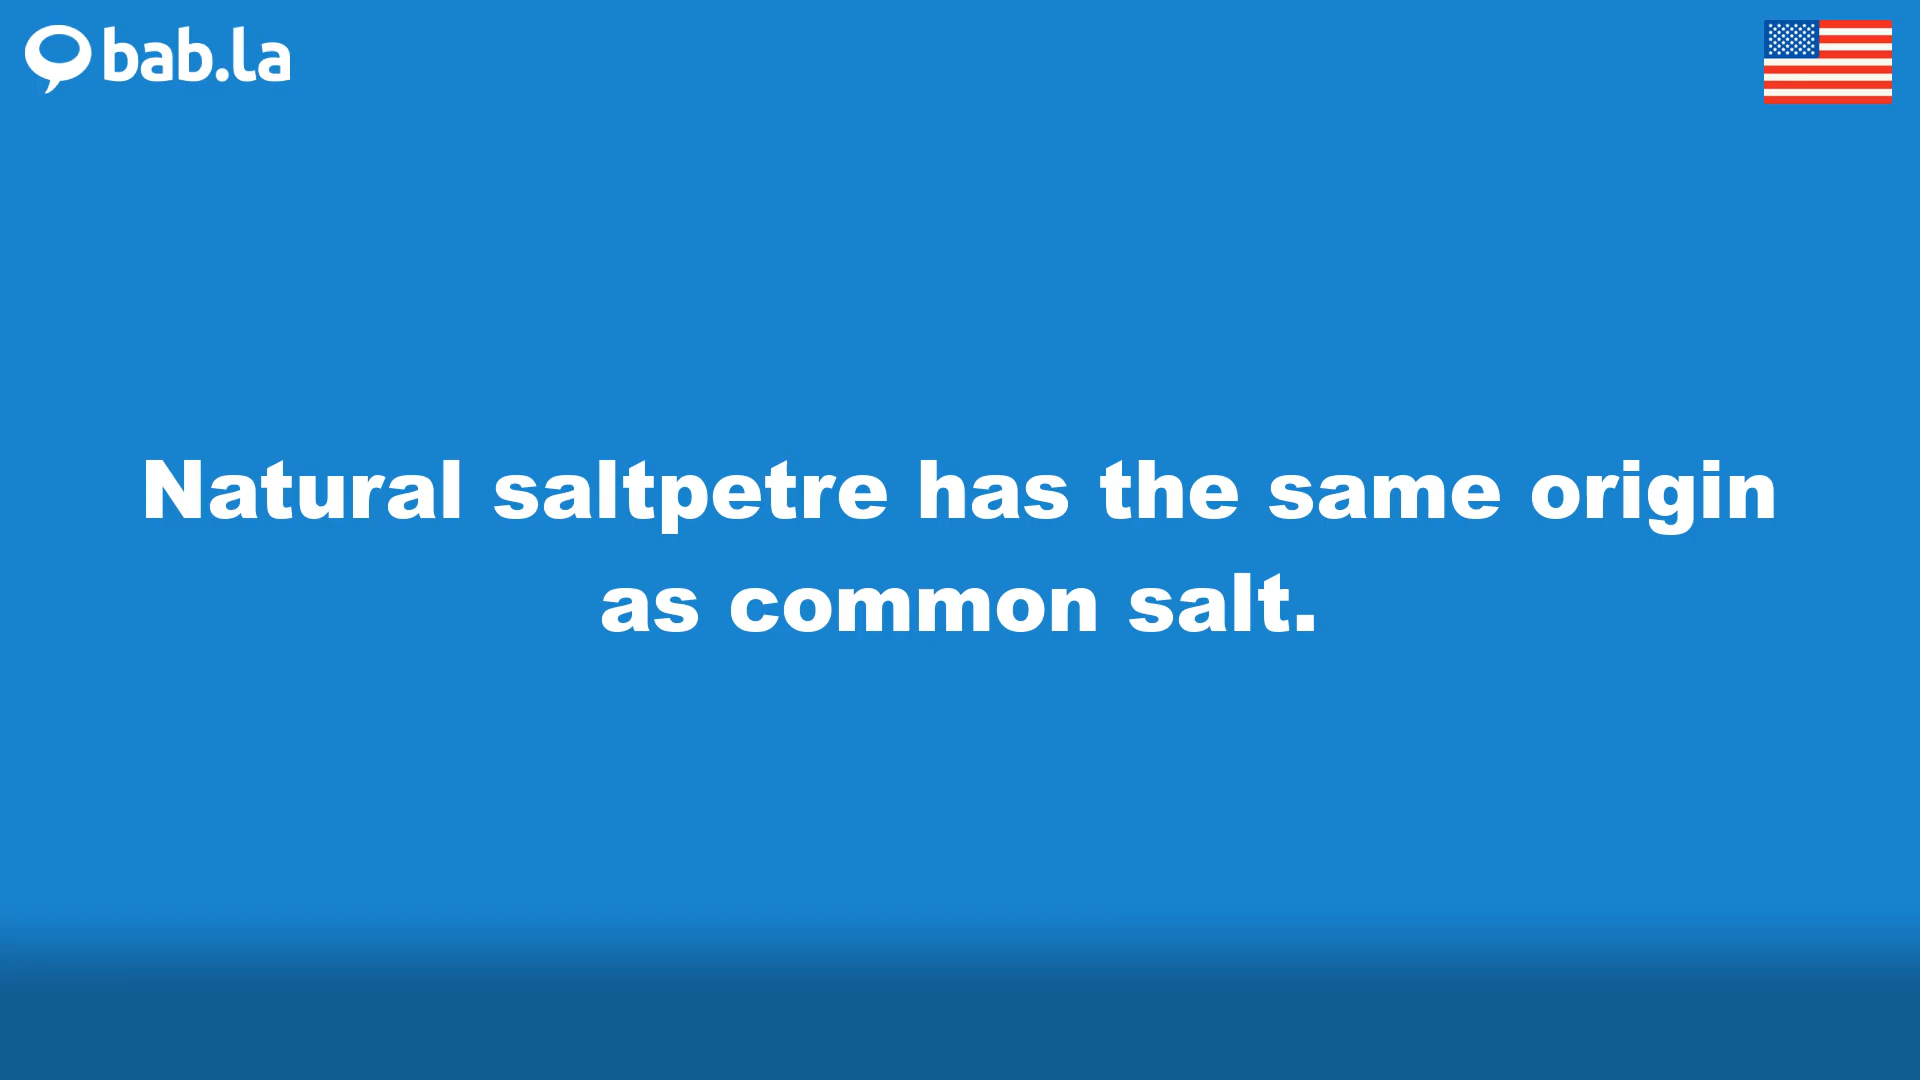 bab.la
Natural saltpetre has the same origin
as common salt.